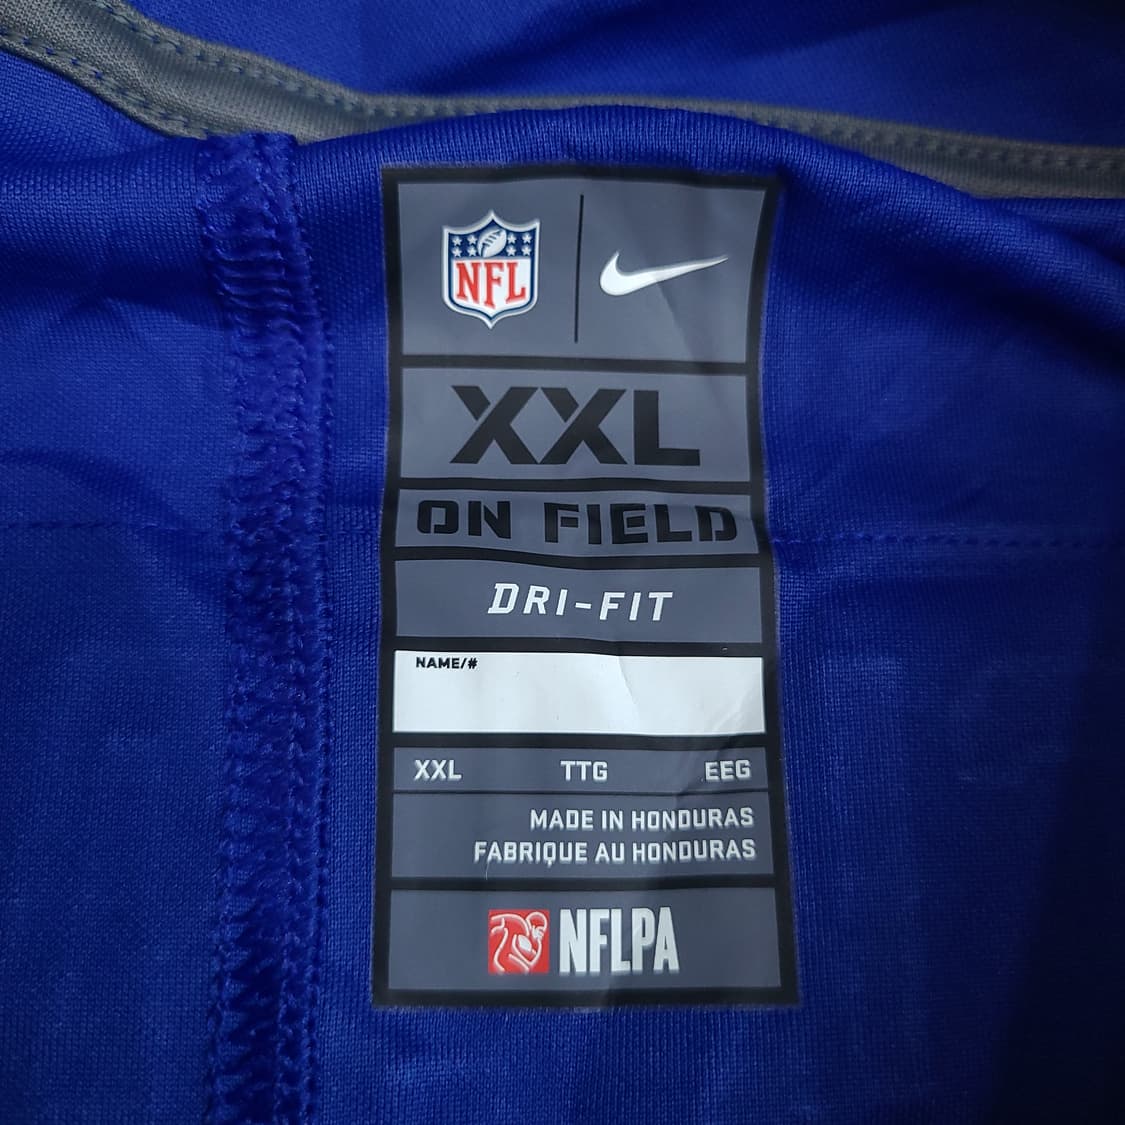 NFL
XXL
ON FIELD
DRI-FIT
NAME/#
XXL TTG EEG
MADE IN HONDURAS
FABRIQUE AU HONDURAS
NFLPA